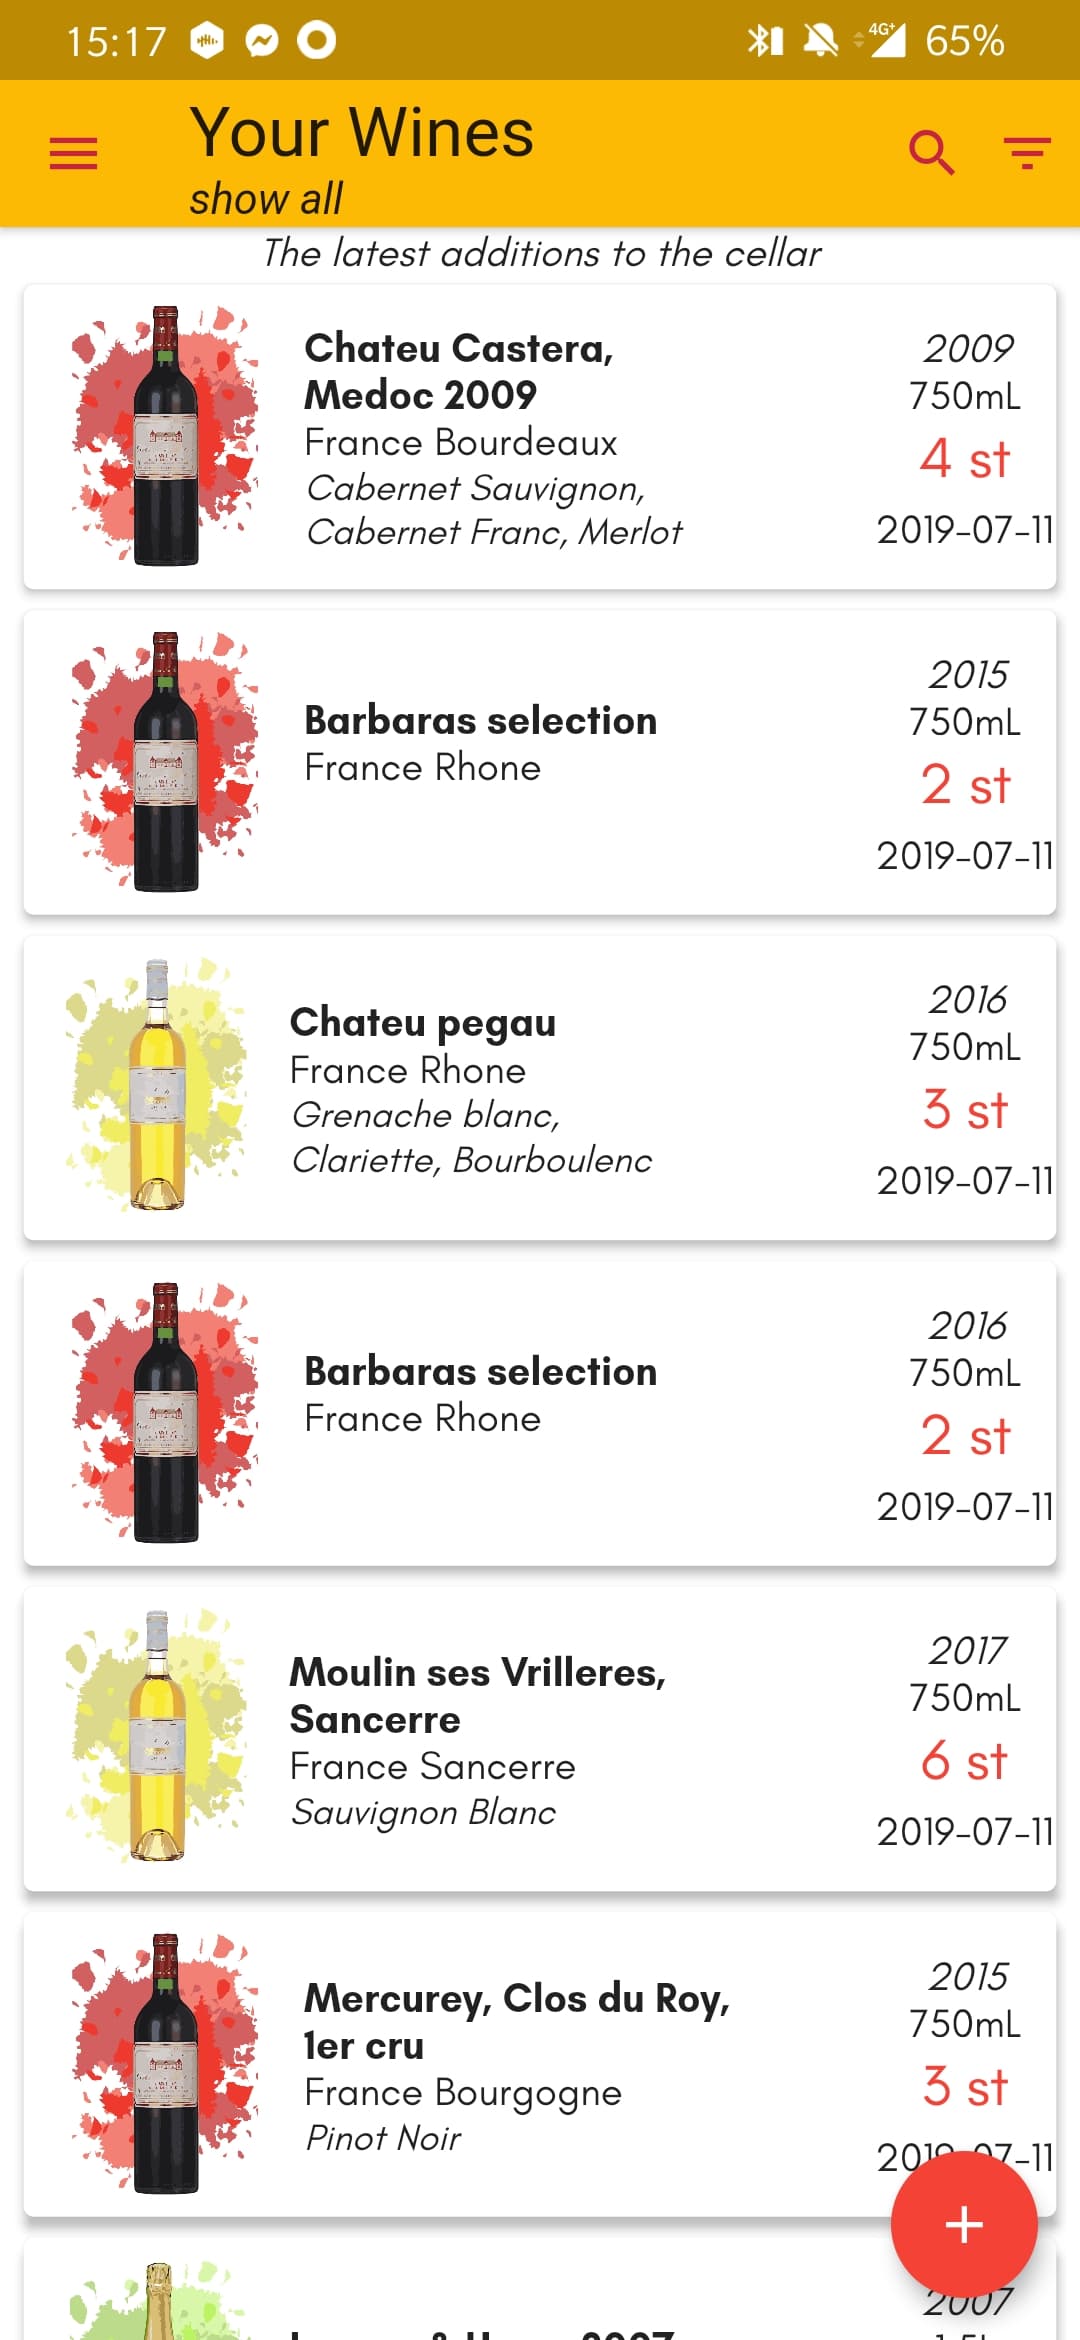 15:17
4G+
65%
Your Wines
show all
The latest additions to the cellar
Chateu Castera,
Medoc 2009
France Bourdeaux
Cabernet Sauvignon,
Cabernet Franc, Merlot
2009
750mL
4 st
2019-07-11
Barbaras selection
France Rhone
2015
750mL
2 st
2019-07-11
Chateu pegau
France Rhone
Grenache blanc,
Clariette, Bourboulenc
2016
750mL
3 st
2019-07-11
Barbaras selection
France Rhone
2016
750mL
2 st
2019-07-11
Moulin ses Vrilleres,
Sancerre
France Sancerre
Sauvignon Blanc
2017
750mL
6 st
2019-07-11
Mercurey, Clos du Roy,
1er cru
France Bourgogne
Pinot Noir
2015
750mL
3 st
2019-07-11
+
2007